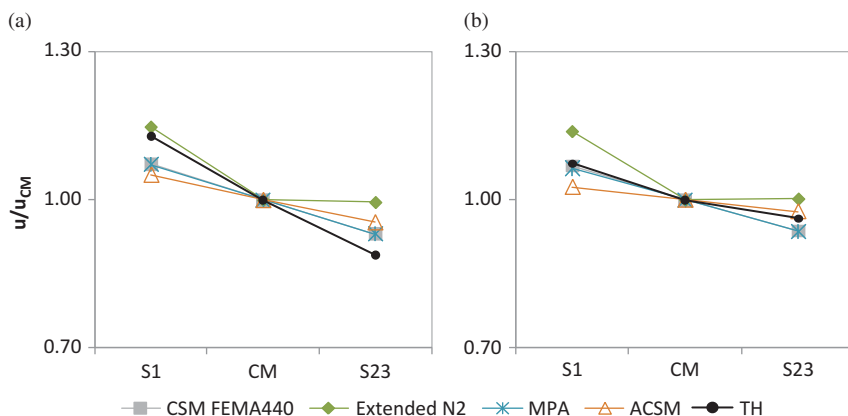 (a)
(b)
1.30
1.30
u/uCM
1.00
1.00
0.70
0.70
S1 CM S23
S1 CM S23
CSM FEMA440 Extended N2 MPA ACSM TH